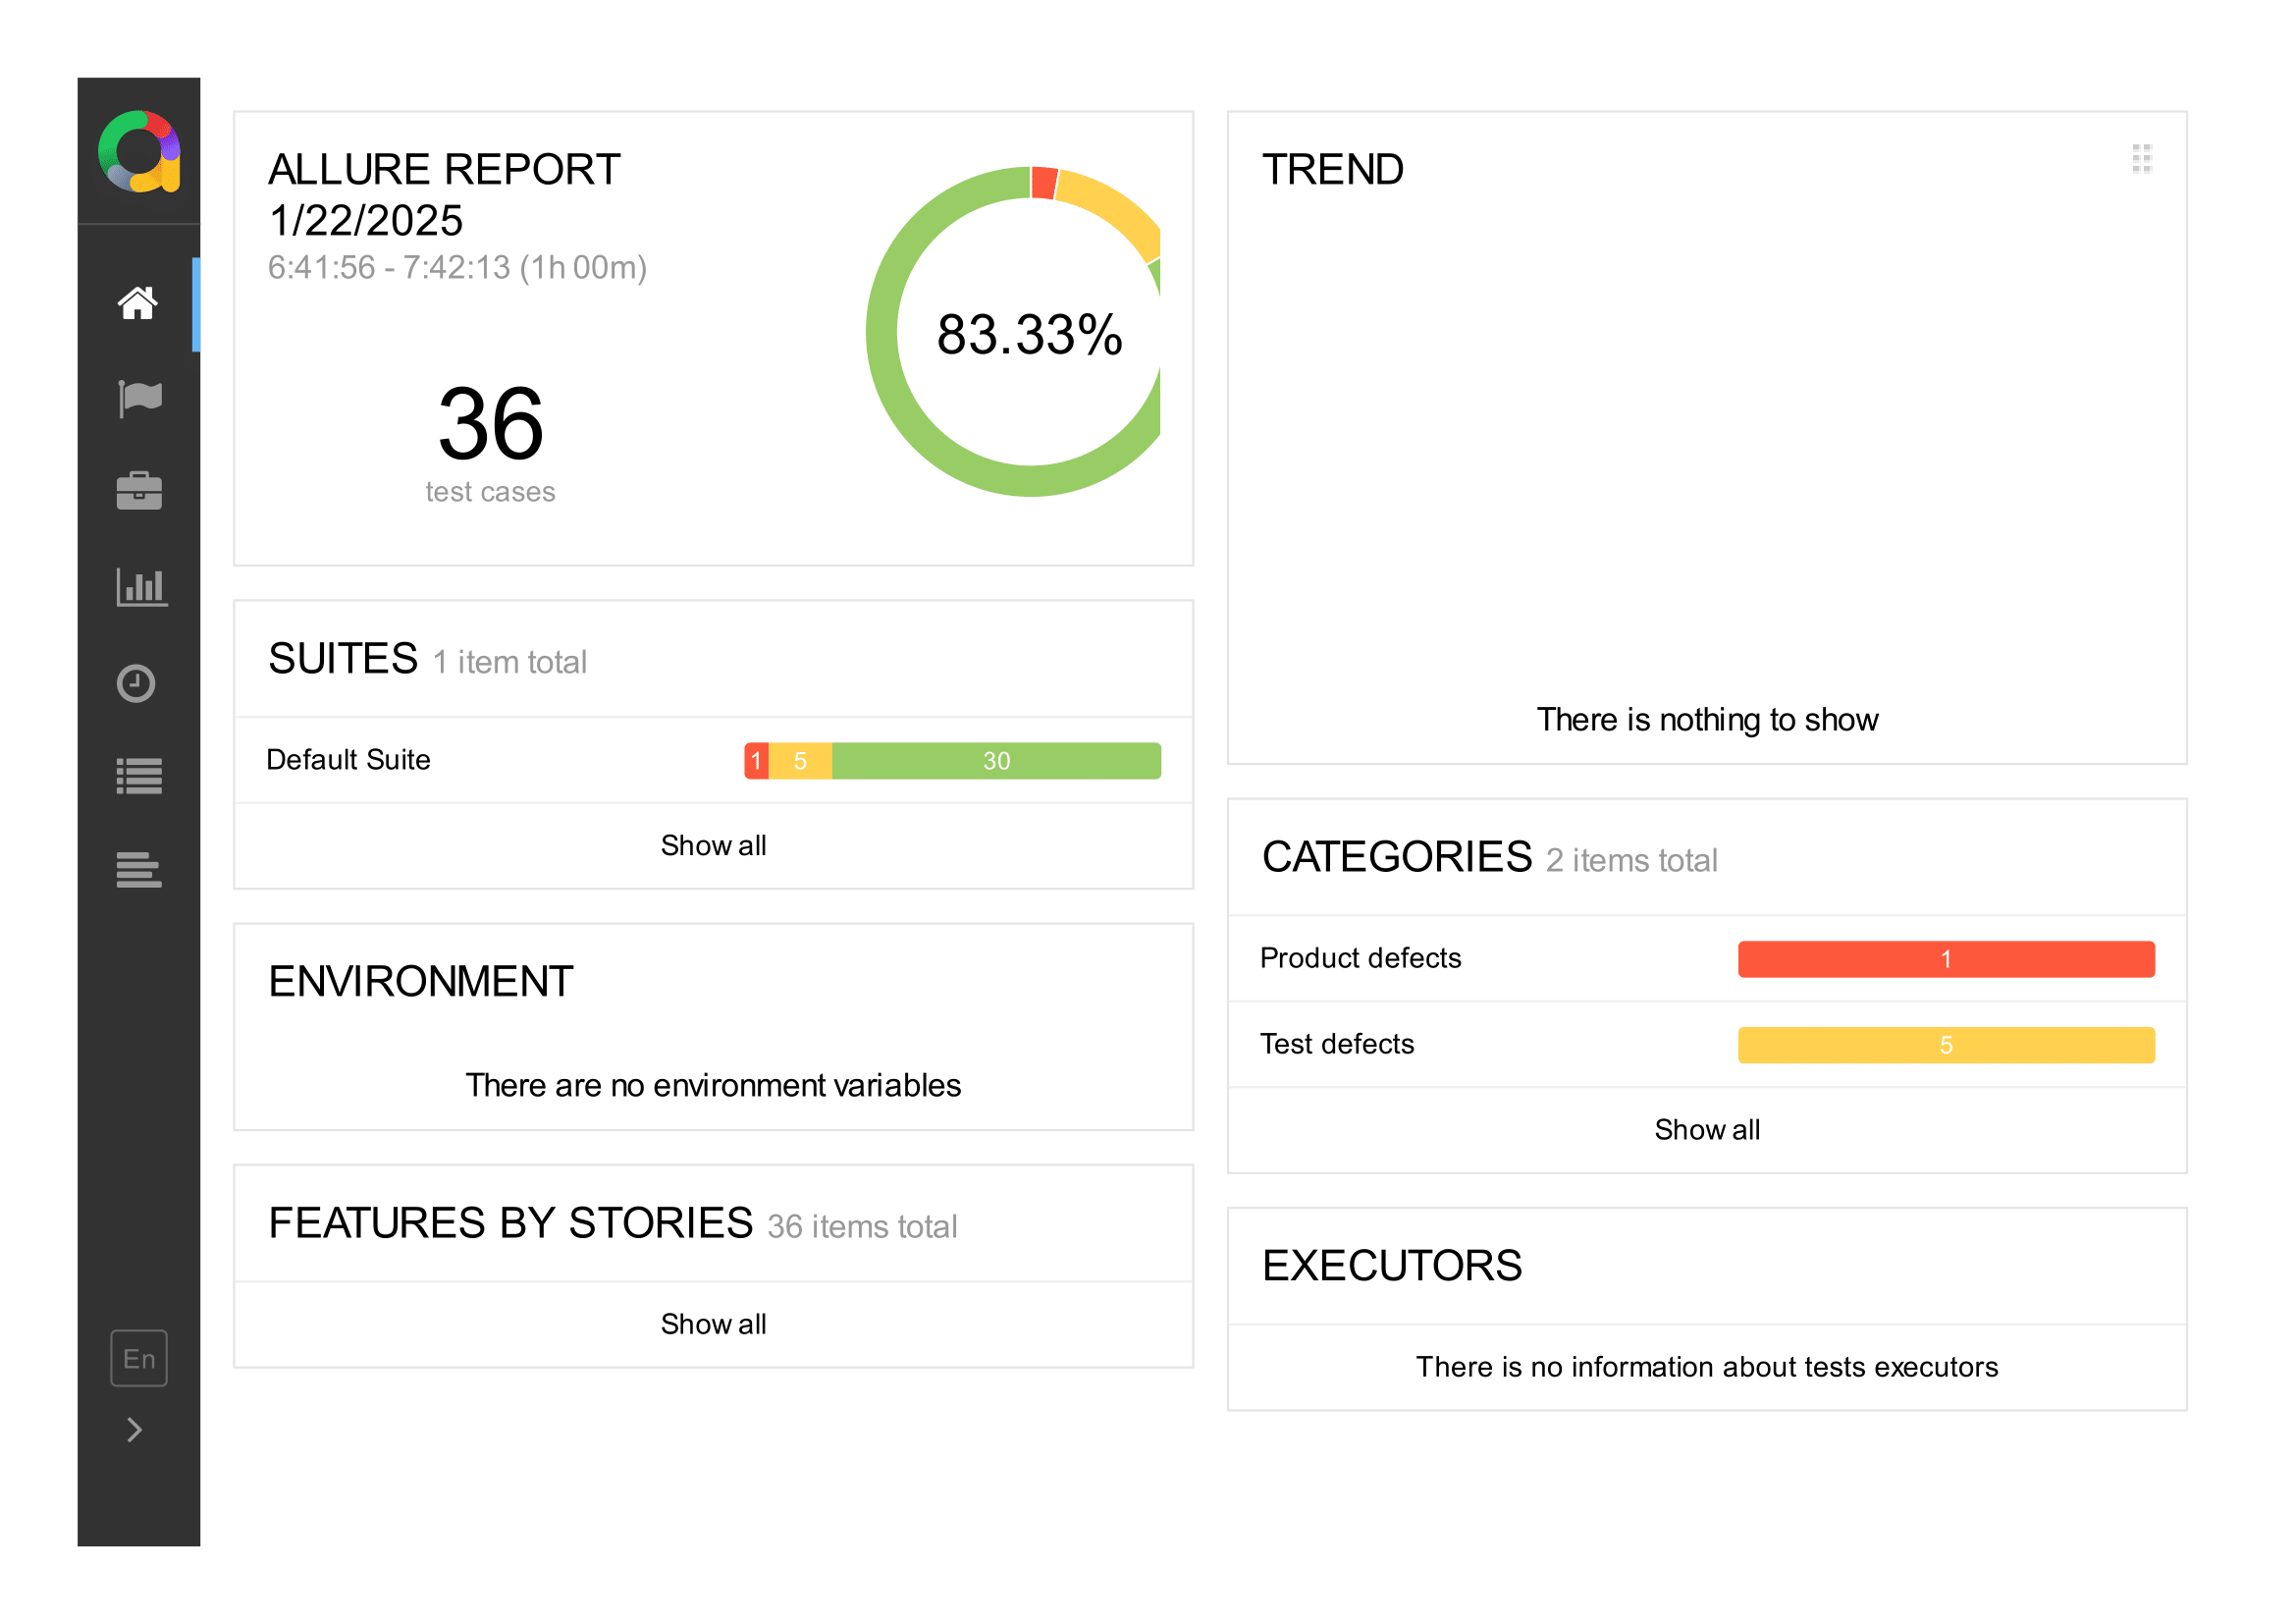 ALLURE REPORT
1/22/2025
6:41:56 - 7:42:13 (1h 00m)
36
test cases
83.33%
SUITES 1 item total
Default Suite 1 5 30
Show all
ENVIRONMENT
There are no environment variables
FEATURES BY STORIES 36 items total
Show all
TREND
There is nothing to show
CATEGORIES 2 items total
Product defects 1
Test defects 5
Show all
EXECUTORS
There is no information about tests executors
En